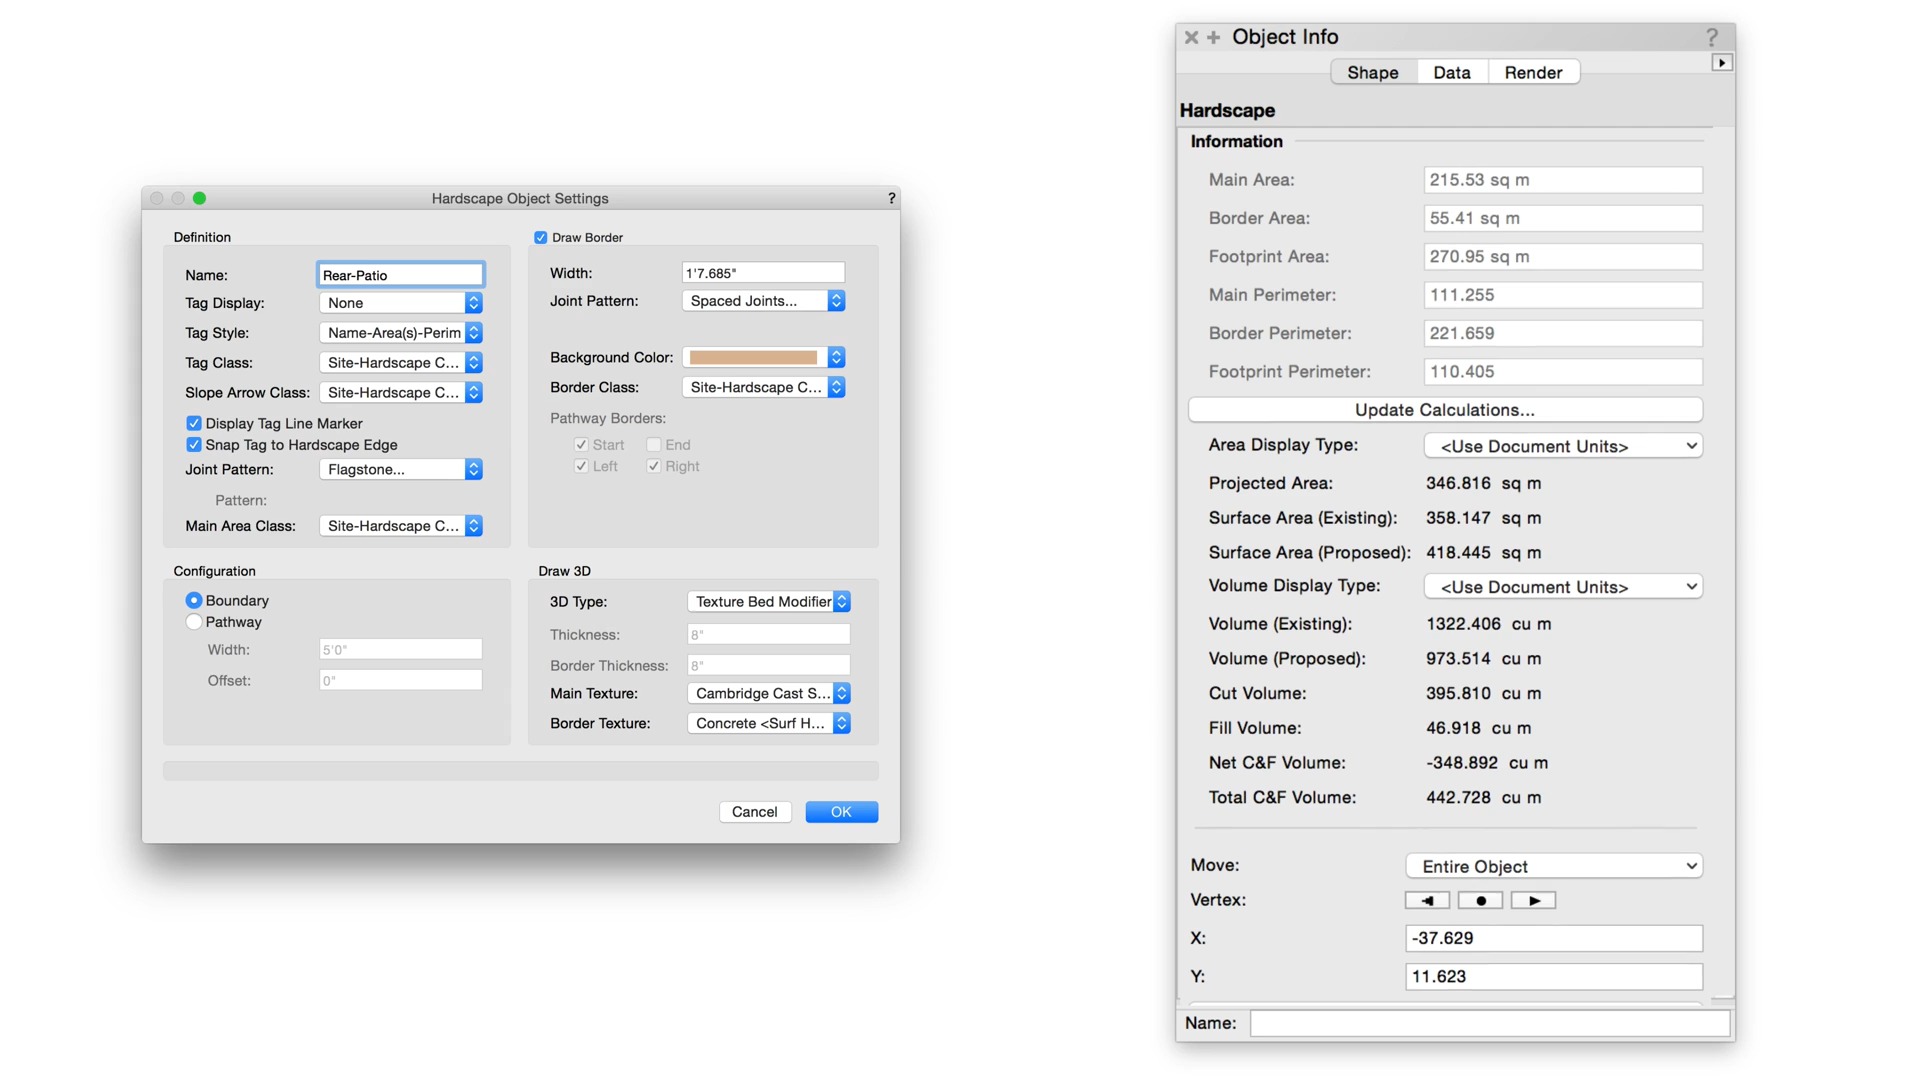 Hardscape Object Settings
?
Definition
Name: Rear-Patio
Tag Display: None
Tag Style: Name-Area(s)-Perim
Tag Class: Site-Hardscape C...
Slope Arrow Class: Site-Hardscape C...
Display Tag Line Marker
Snap Tag to Hardscape Edge
Joint Pattern: Flagstone...
Pattern:
Main Area Class: Site-Hardscape C...
Draw Border
Width: 1'7.685"
Joint Pattern: Spaced Joints...
Background Color:
Border Class: Site-Hardscape C...
Pathway Borders:
Start End
Left Right
Configuration
Boundary
Pathway
Width: 5'0"
Offset: 0"
Draw 3D
3D Type: Texture Bed Modifier
Thickness: 8"
Border Thickness: 8"
Main Texture: Cambridge Cast S...
Border Texture: Concrete <Surf H...
Cancel OK
Object Info ?
Shape Data Render
Hardscape
Information
Main Area: 215.53 sq m
Border Area: 55.41 sq m
Footprint Area: 270.95 sq m
Main Perimeter: 111.255
Border Perimeter: 221.659
Footprint Perimeter: 110.405
Update Calculations...
Area Display Type: <Use Document Units>
Projected Area: 346.816 sq m
Surface Area (Existing): 358.147 sq m
Surface Area (Proposed): 418.445 sq m
Volume Display Type: <Use Document Units>
Volume (Existing): 1322.406 cu m
Volume (Proposed): 973.514 cu m
Cut Volume: 395.810 cu m
Fill Volume: 46.918 cu m
Net C&F Volume: -348.892 cu m
Total C&F Volume: 442.728 cu m
Move: Entire Object
Vertex:
X: -37.629
Y: 11.623
Name: